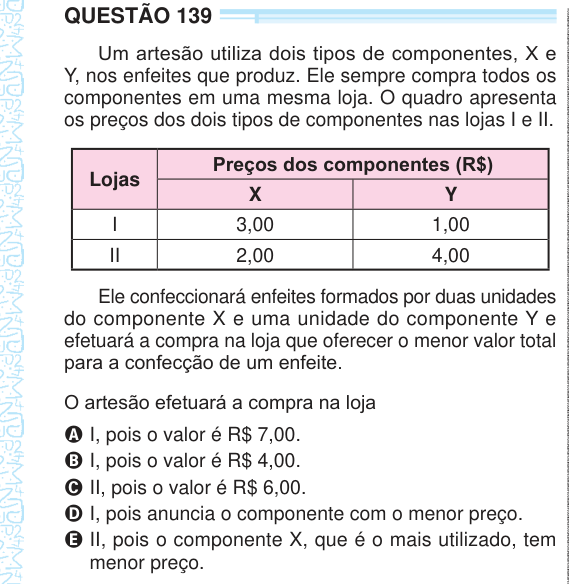 QUESTÃO 139
Um artesão utiliza dois tipos de componentes, X e
Y, nos enfeites que produz. Ele sempre compra todos os
componentes em uma mesma loja. O quadro apresenta
os preços dos dois tipos de componentes nas lojas I e II.
Lojas Preços dos componentes (R$)
X Y
I 3,00 1,00
II 2,00 4,00
Ele confeccionará enfeites formados por duas unidades
do componente X e uma unidade do componente Y e
efetuará a compra na loja que oferecer o menor valor total
para a confecção de um enfeite.
O artesão efetuará a compra na loja
A I, pois o valor é R$ 7,00.
B I, pois o valor é R$ 4,00.
C II, pois o valor é R$ 6,00.
D I, pois anuncia o componente com o menor preço.
E II, pois o componente X, que é o mais utilizado, tem
menor preço.